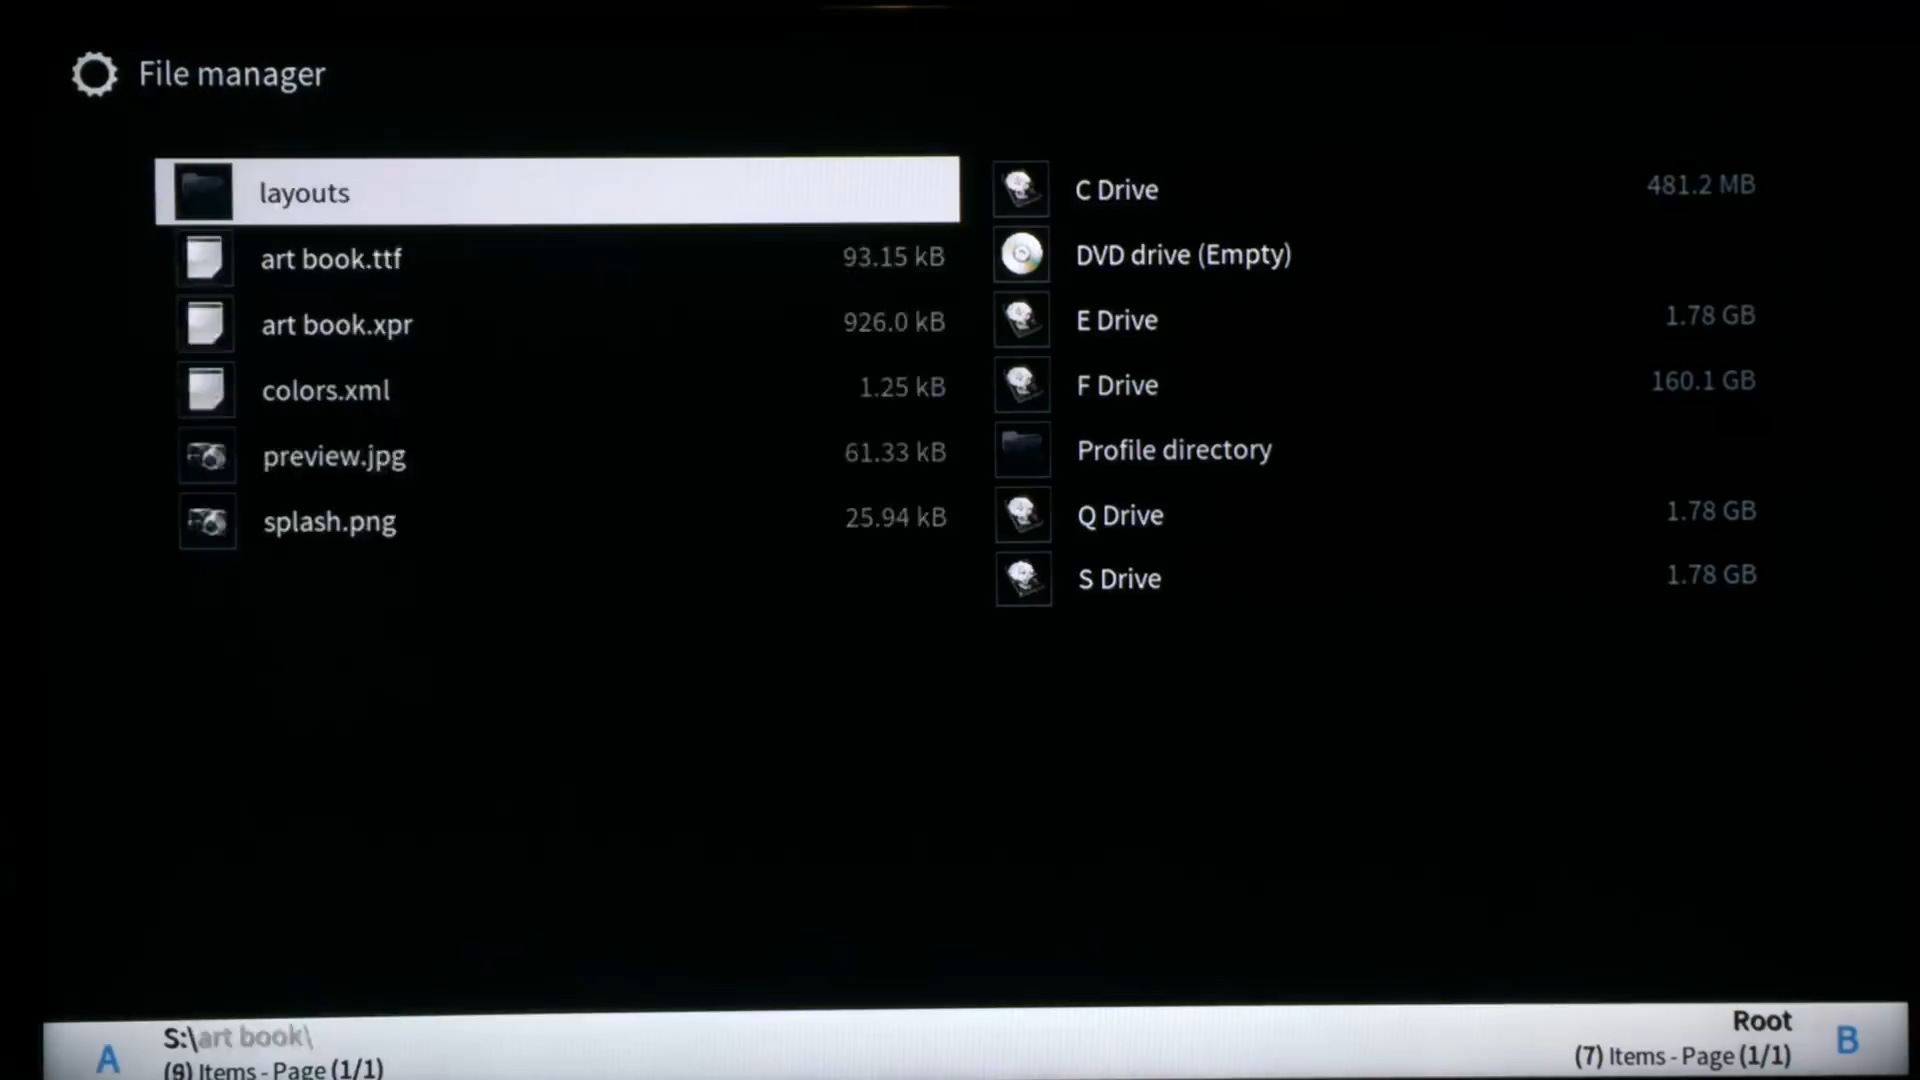 File manager
layouts
art book.ttf 93.15 kB
art book.xpr 926.0 kB
colors.xml 1.25 kB
preview.jpg 61.33 kB
splash.png 25.94 kB
C Drive 481.2 MB
DVD drive (Empty)
E Drive 1.78 GB
F Drive 160.1 GB
Profile directory
Q Drive 1.78 GB
S Drive 1.78 GB
A
S:\art book\
(9) Items - Page (1/1)
Root
(7) Items - Page (1/1)
B